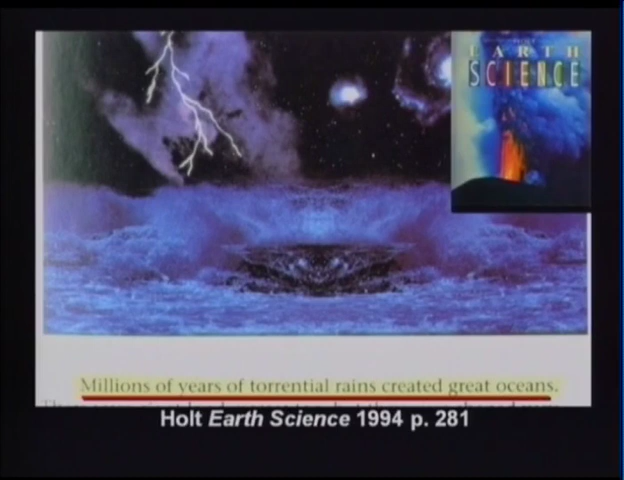 EARTH
SCIENCE
Millions of years of torrential rains created great oceans.
Holt Earth Science 1994 p. 281